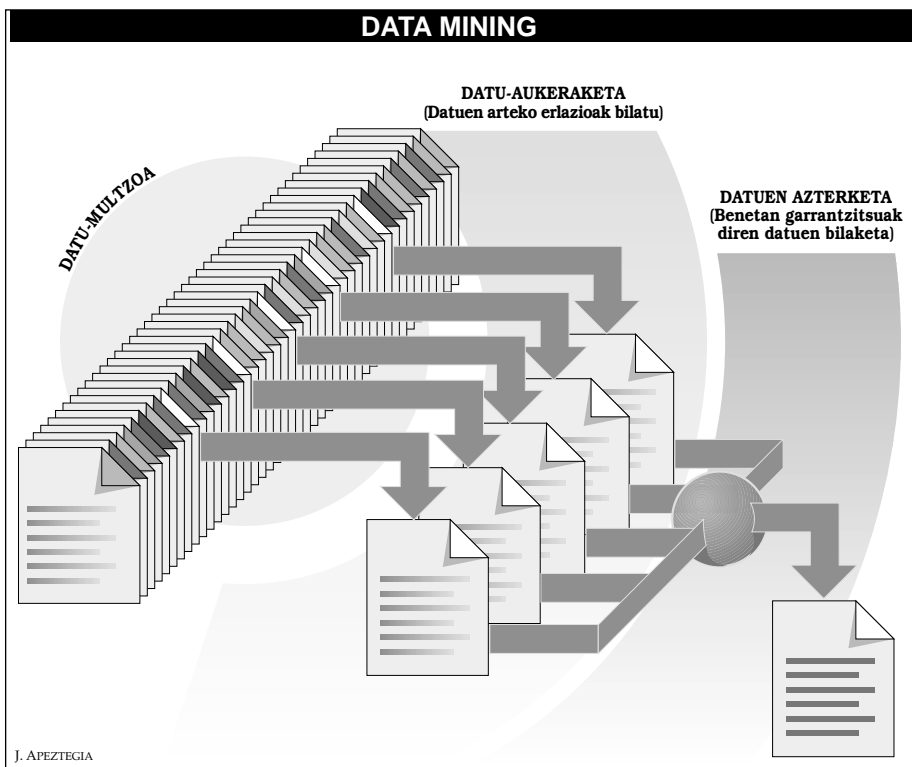 DATA MINING
DATU-MULTZOA
DATU-AUKERAKETA
(Datuen arteko erlazioak bilatu)
DATUEN AZTERKETA
(Benetan garrantzitsuak
diren datuen bilaketa)
J. APEZTEGIA